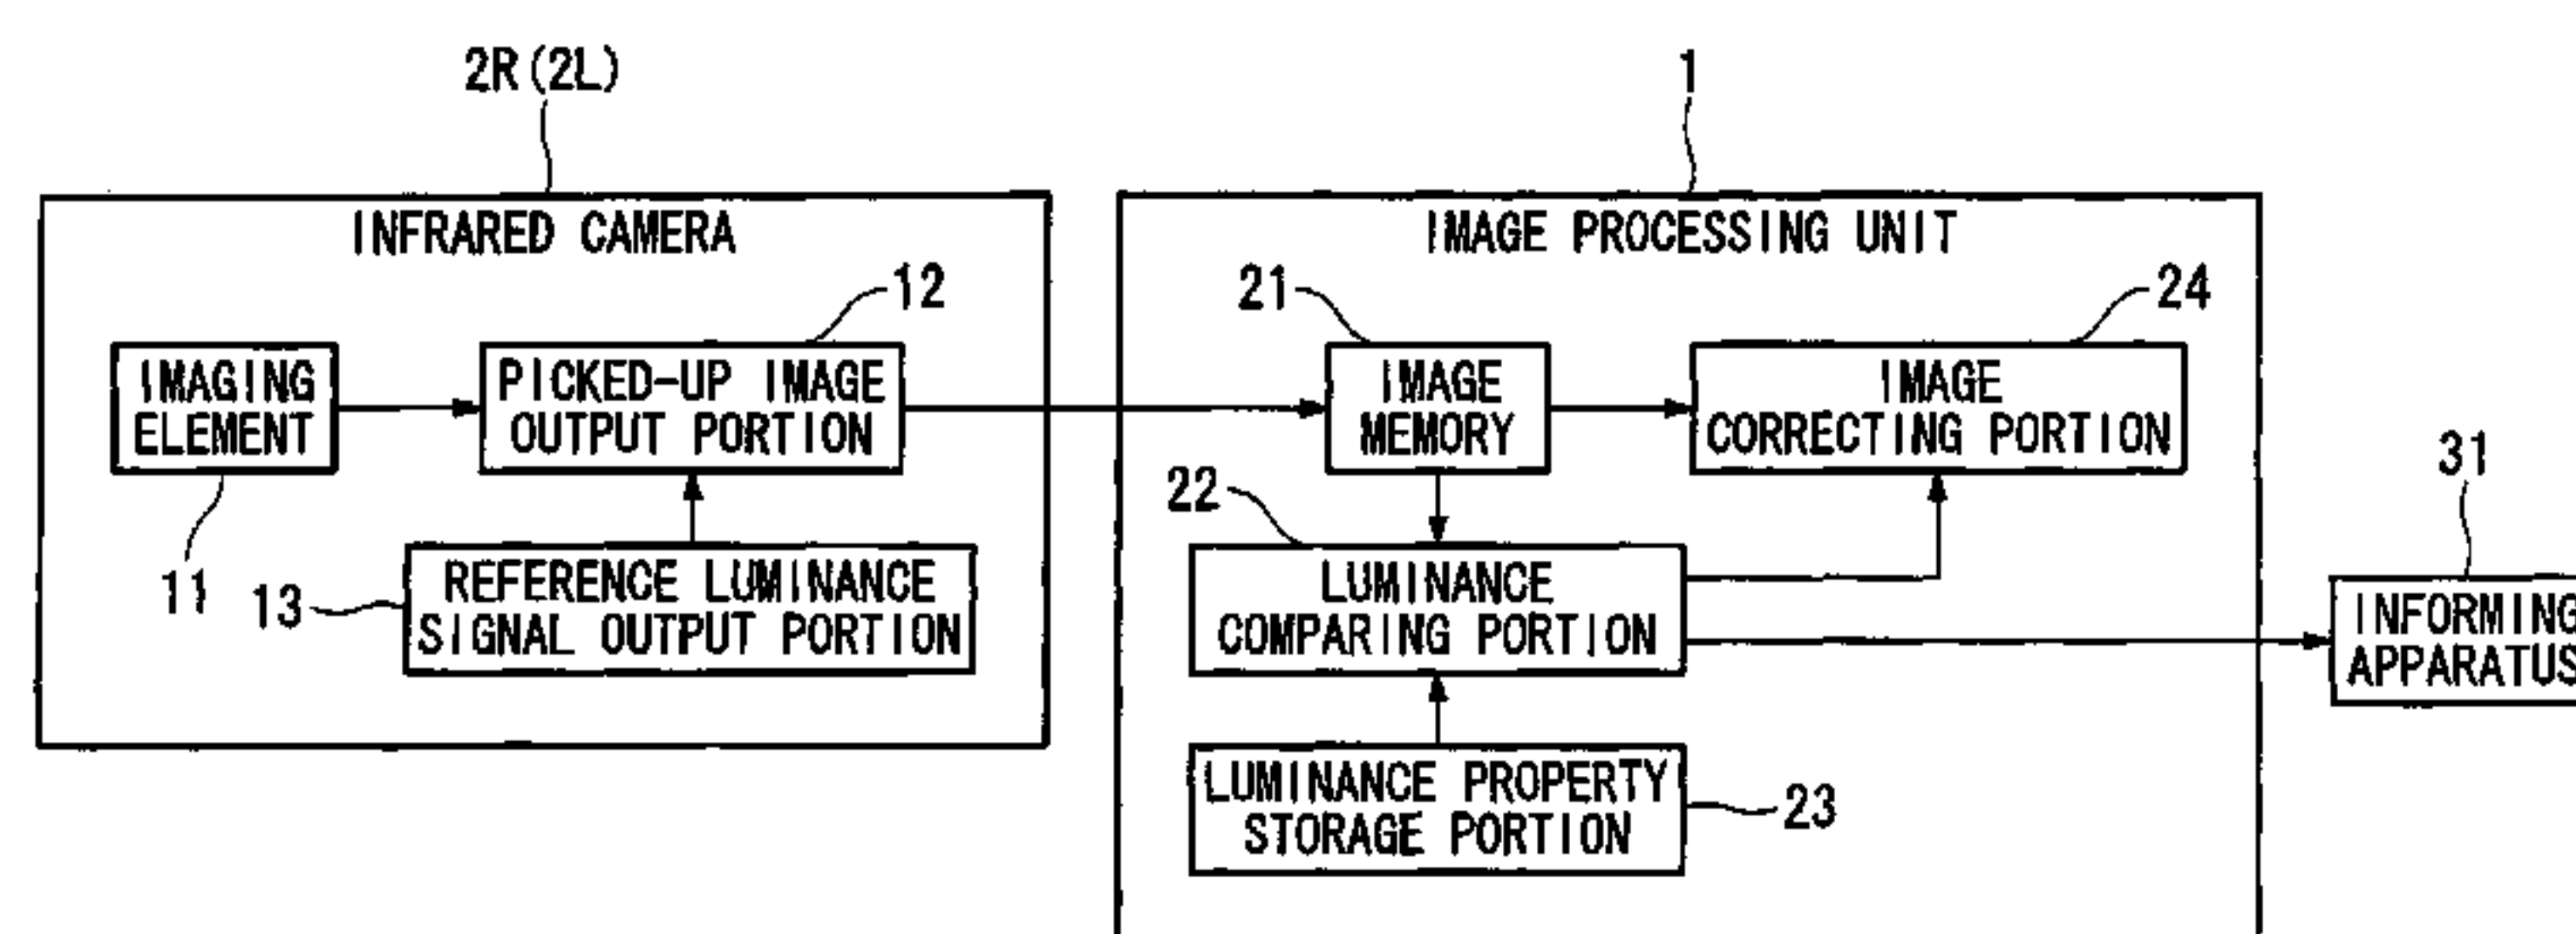 2R(2L)
1
INFRARED CAMERA
IMAGE PROCESSING UNIT
12
21
24
IMAGING
ELEMENT
PICKED-UP IMAGE
OUTPUT PORTION
IMAGE
MEMORY
IMAGE
CORRECTING PORTION
11
13
REFERENCE LUMINANCE
SIGNAL OUTPUT PORTION
22
LUMINANCE
COMPARING PORTION
31
INFORMING
APPARATUS
LUMINANCE PROPERTY
STORAGE PORTION
23